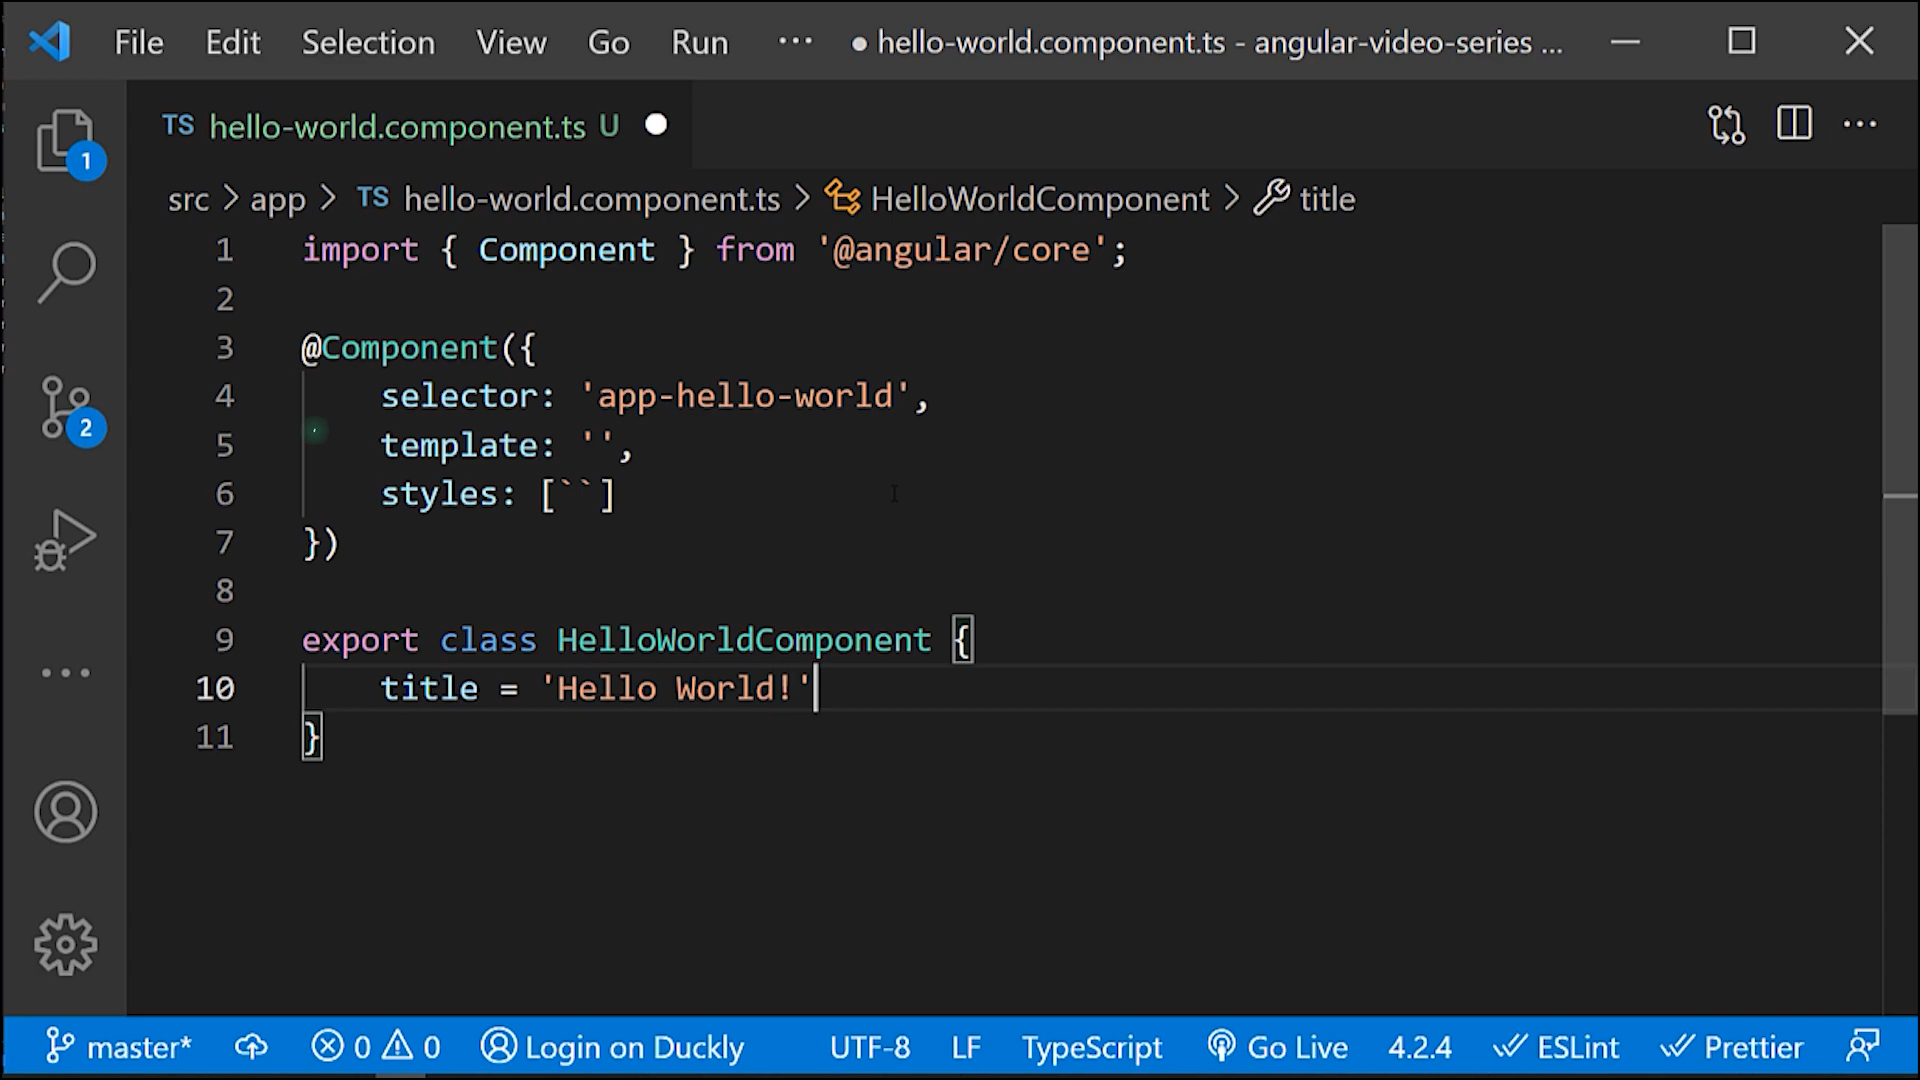 File Edit Selection View Go Run ··· ● hello-world.component.ts - angular-video-series ...
TS hello-world.component.ts U
1
src > app > TS hello-world.component.ts > HelloWorldComponent > title
1 import { Component } from '@angular/core';
2
3 @Component({
4 selector: 'app-hello-world',
2
5 template: '',
6 styles: [``]
7 })
8
9 export class HelloWorldComponent {
10 title = 'Hello World!'
11 }
master* 0 0 Login on Duckly UTF-8 LF TypeScript Go Live 4.2.4 ESLint Prettier